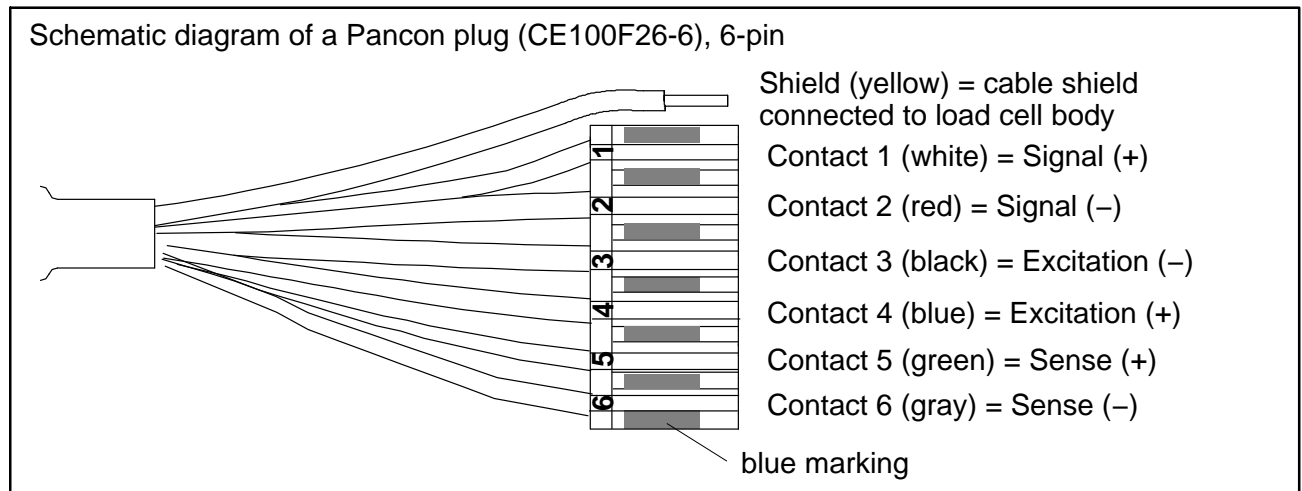 Schematic diagram of a Pancon plug (CE100F26-6), 6-pin
Shield (yellow) = cable shield
connected to load cell body
1
Contact 1 (white) = Signal (+)
2
Contact 2 (red) = Signal (−)
3
Contact 3 (black) = Excitation (−)
4
Contact 4 (blue) = Excitation (+)
5
Contact 5 (green) = Sense (+)
6
Contact 6 (gray) = Sense (−)
blue marking